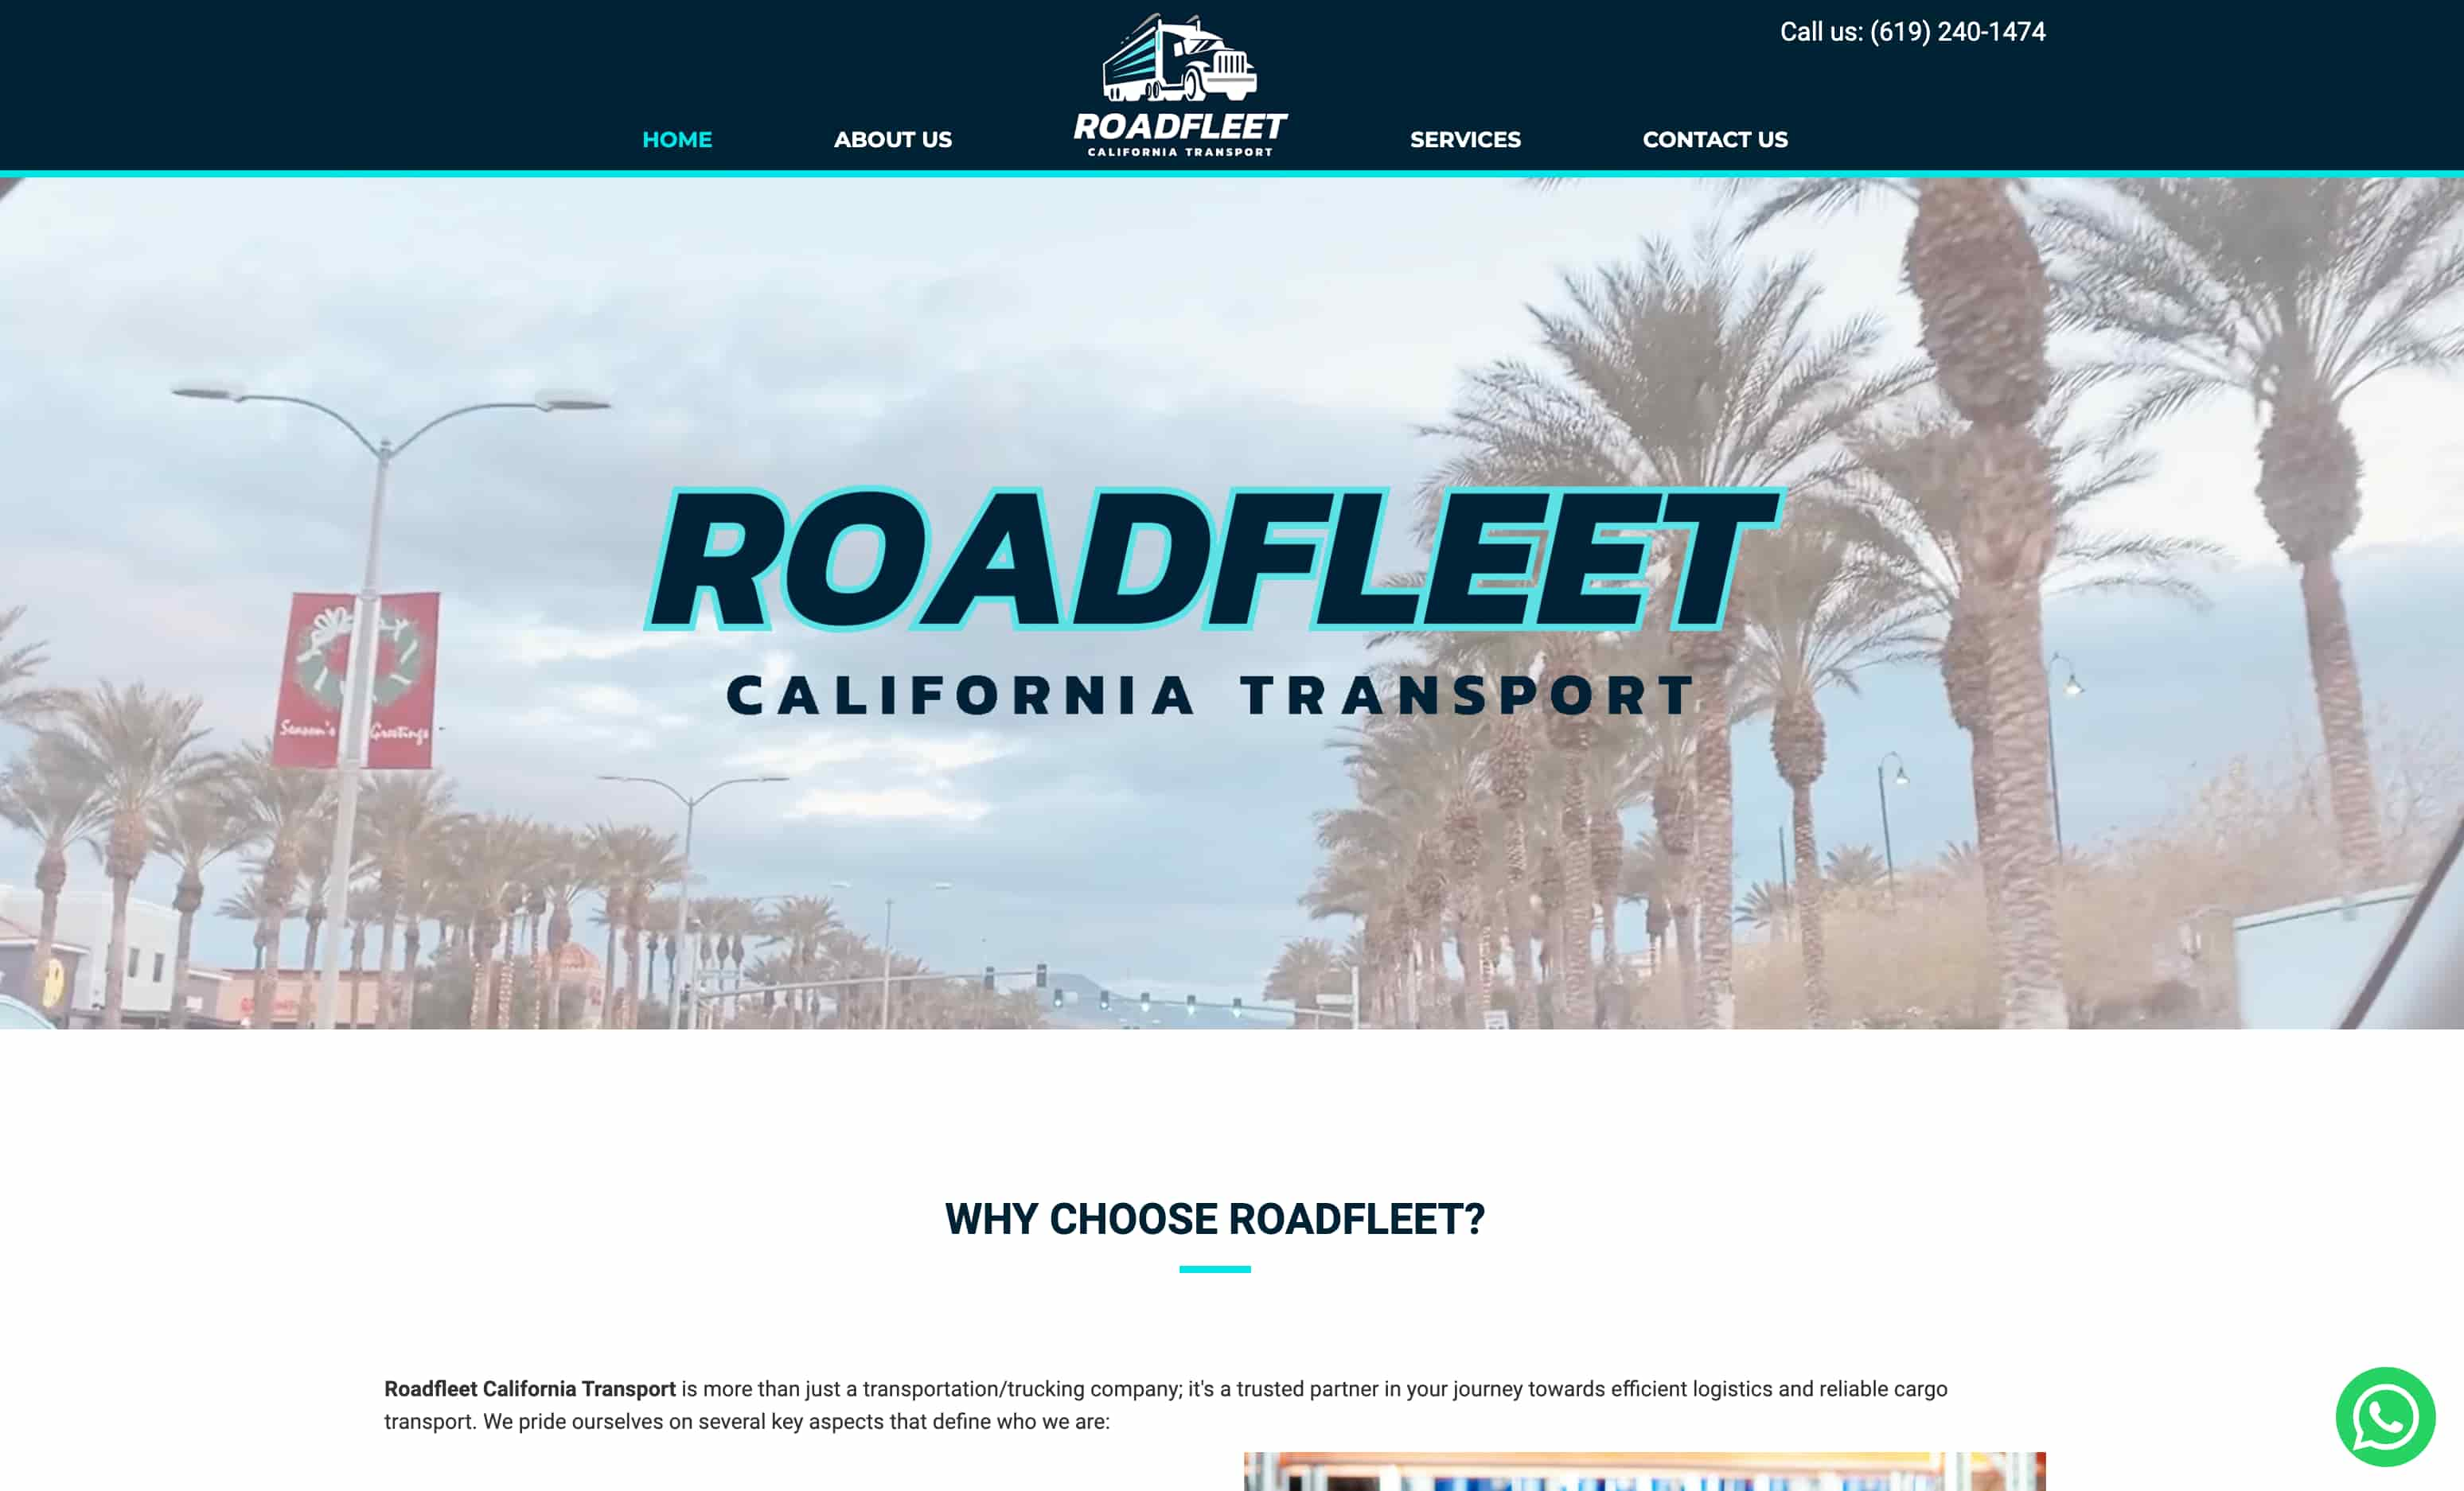 Call us: (619) 240-1474
HOME
ABOUT US
ROADFLEET
CALIFORNIA TRANSPORT
SERVICES
CONTACT US
ROADFLEET
CALIFORNIA TRANSPORT
Season's Greetings
WHY CHOOSE ROADFLEET?
Roadfleet California Transport is more than just a transportation/trucking company; it's a trusted partner in your journey towards efficient logistics and reliable cargo
transport. We pride ourselves on several key aspects that define who we are: